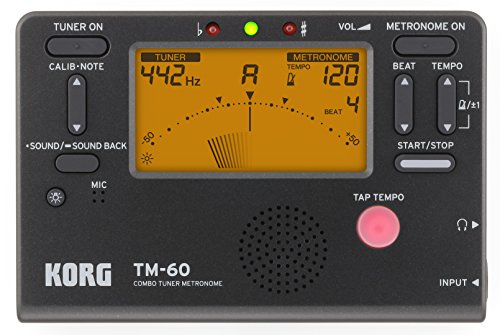 TUNER ON
♭
♯
VOL
METRONOME ON
CALIB•NOTE
TUNER
METRONOME
442Hz
A
TEMPO
120
BEAT
4
-50
+50
BEAT
TEMPO
/±1
•SOUND/━SOUND BACK
START/STOP
MIC
TAP TEMPO
KORG
TM-60
COMBO TUNER METRONOME
INPUT